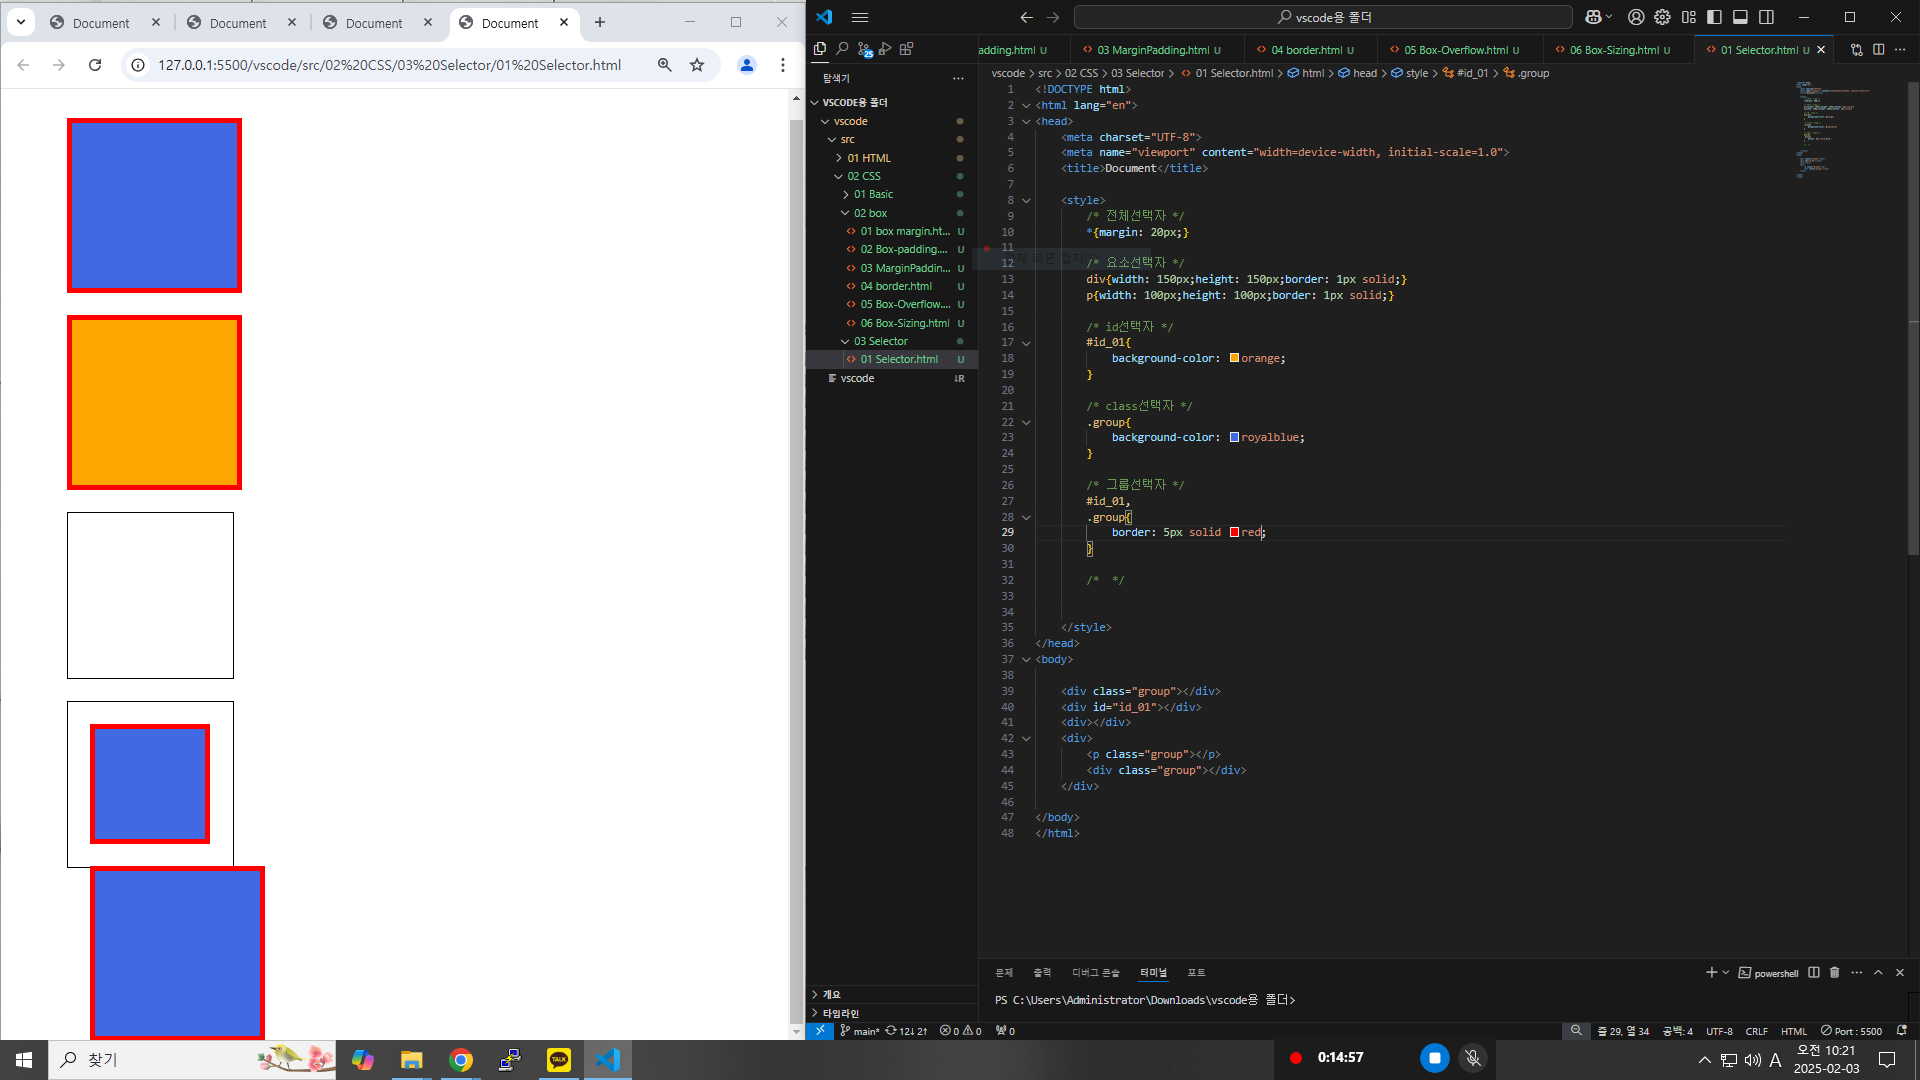 Document
Document
Document
Document
127.0.0.1:5500/vscode/src/02%20CSS/03%20Selector/01%20Selector.html
vscode용 폴더
adding.html U
03 MarginPadding.html U
04 border.html U
05 Box-Overflow.html U
06 Box-Sizing.html U
01 Selector.html U
탐색기
VSCODE용 폴더
vscode
src
01 HTML
02 CSS
01 Basic
02 box
01 box margin.ht... U
02 Box-padding.... U
03 MarginPaddin... U
04 border.html U
05 Box-Overflow.... U
06 Box-Sizing.html U
03 Selector
01 Selector.html U
vscode ↓R
개요
타임라인
vscode > src > 02 CSS > 03 Selector > 01 Selector.html > html > head > style > #id_01 > .group
1 <!DOCTYPE html>
2 <html lang="en">
3 <head>
4 <meta charset="UTF-8">
5 <meta name="viewport" content="width=device-width, initial-scale=1.0">
6 <title>Document</title>
7
8 <style>
9 /* 전체선택자 */
10 *{margin: 20px;}
11
12 /* 요소선택자 */
13 div{width: 150px;height: 150px;border: 1px solid;}
14 p{width: 100px;height: 100px;border: 1px solid;}
15
16 /* id선택자 */
17 #id_01{
18 background-color: orange;
19 }
20
21 /* class선택자 */
22 .group{
23 background-color: royalblue;
24 }
25
26 /* 그룹선택자 */
27 #id_01,
28 .group{
29 border: 5px solid red;
30 }
31
32 /*  */
33
34
35 </style>
36 </head>
37 <body>
38
39 <div class="group"></div>
40 <div id="id_01"></div>
41 <div></div>
42 <div>
43 <p class="group"></p>
44 <div class="group"></div>
45 </div>
46
47 </body>
48 </html>
문제 출력 디버그 콘솔 터미널 포트
powershell
PS C:\Users\Administrator\Downloads\vscode용 폴더>
main* 12↓ 2↑ 0 0 0
줄 29, 열 34 공백: 4 UTF-8 CRLF HTML Port : 5500
찾기
TALK
0:14:57
A
오전 10:21
2025-02-03